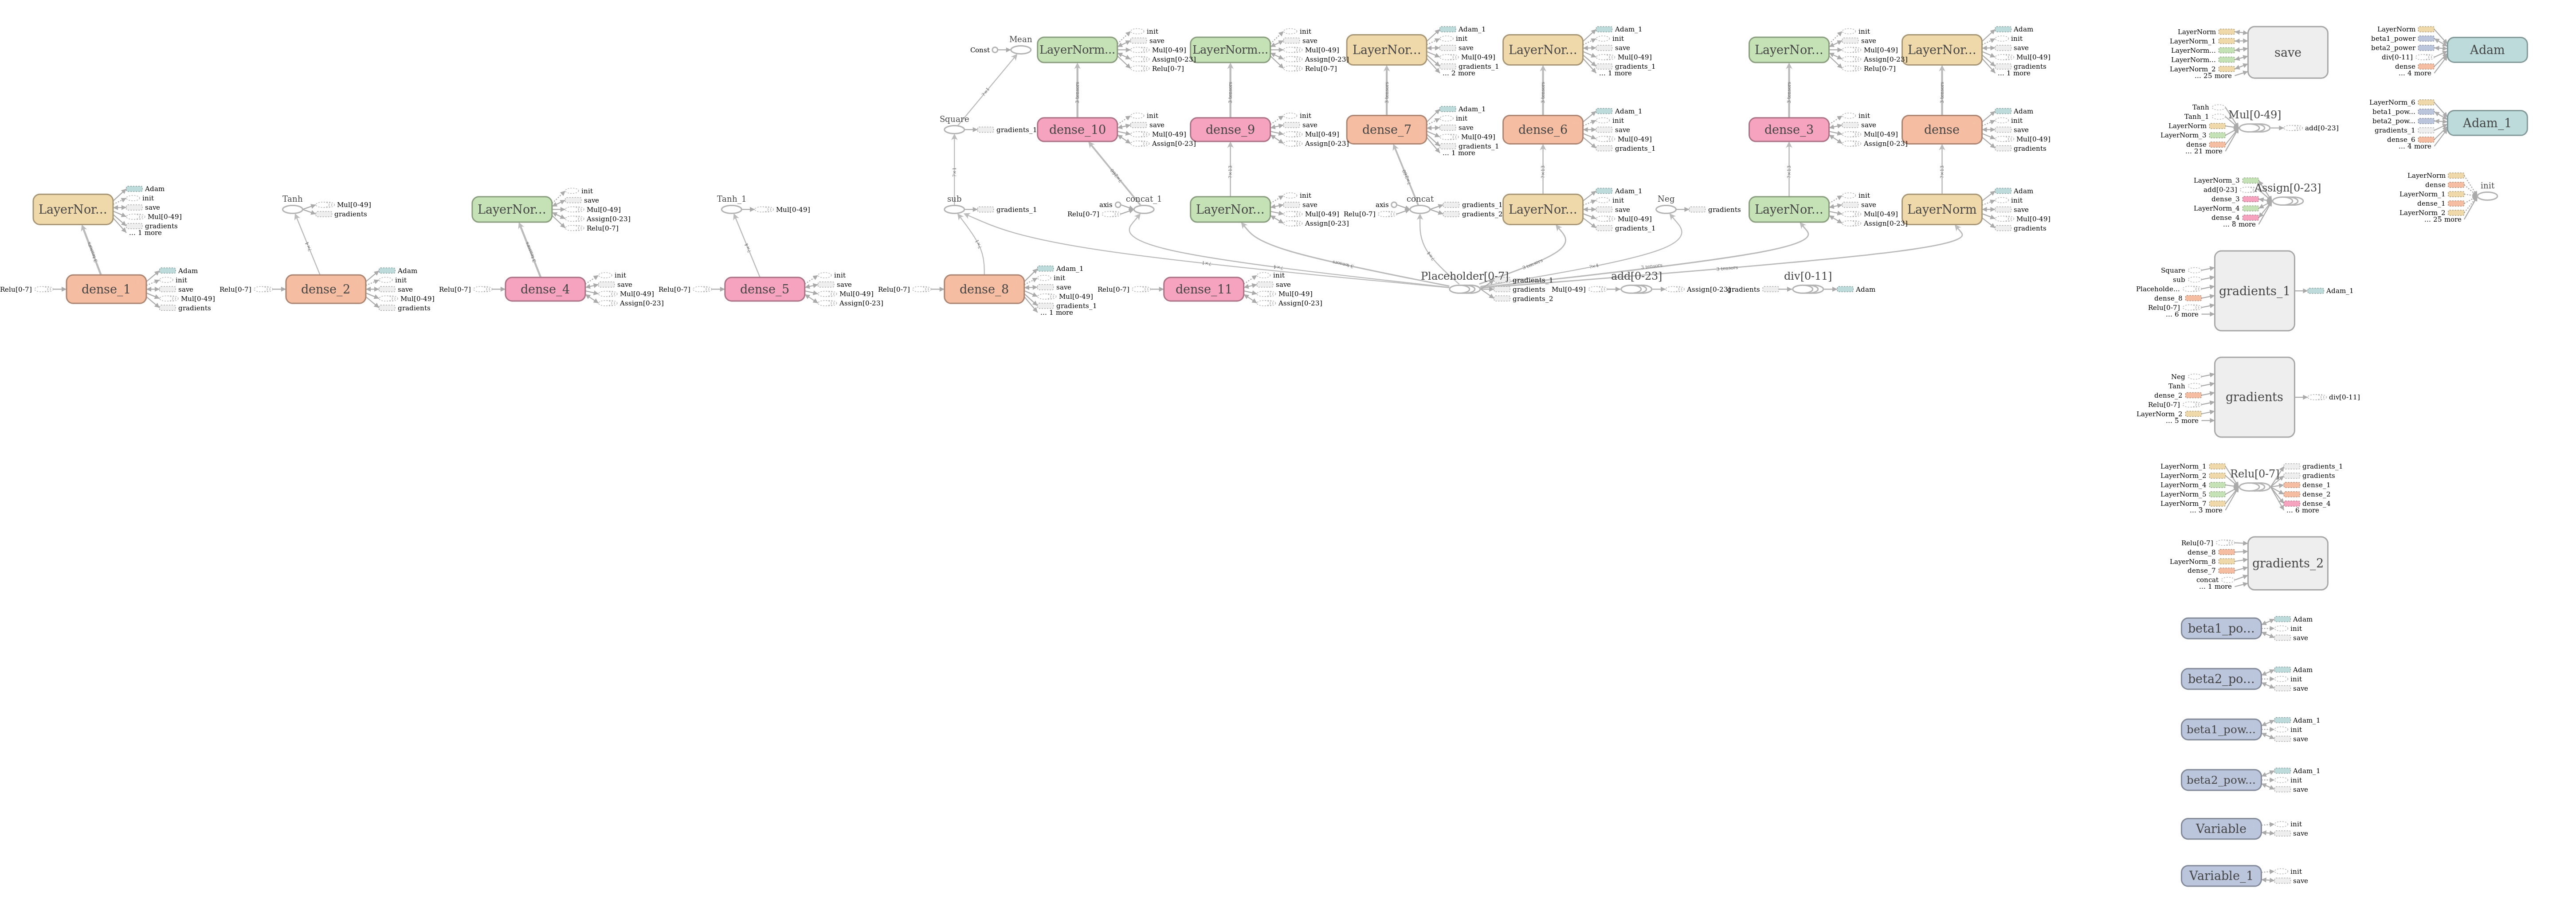 Mean
Const
LayerNorm...
init
save
Mul[0-49]
Assign[0-23]
Relu[0-7]
LayerNorm...
init
save
Mul[0-49]
Assign[0-23]
Relu[0-7]
LayerNor...
Adam_1
init
save
Mul[0-49]
gradients_1
... 2 more
LayerNor...
Adam_1
init
save
Mul[0-49]
gradients_1
... 1 more
LayerNor...
init
save
Mul[0-49]
Assign[0-23]
Relu[0-7]
LayerNor...
Adam
init
save
Mul[0-49]
gradients
... 1 more
Square
gradients_1
dense_10
init
save
Mul[0-49]
Assign[0-23]
dense_9
init
save
Mul[0-49]
Assign[0-23]
dense_7
Adam_1
init
save
Mul[0-49]
gradients_1
... 1 more
dense_6
Adam_1
init
save
Mul[0-49]
gradients_1
dense_3
init
save
Mul[0-49]
Assign[0-23]
dense
Adam
init
save
Mul[0-49]
gradients
LayerNor...
Adam
init
save
Mul[0-49]
gradients
... 1 more
Tanh
Mul[0-49]
gradients
LayerNor...
init
save
Mul[0-49]
Assign[0-23]
Relu[0-7]
Tanh_1
Mul[0-49]
sub
gradients_1
axis
Relu[0-7]
concat_1
LayerNor...
init
save
Mul[0-49]
Assign[0-23]
axis
Relu[0-7]
concat
gradients_1
gradients_2
LayerNor...
Adam_1
init
save
Mul[0-49]
gradients_1
Neg
gradients
LayerNor...
init
save
Mul[0-49]
Assign[0-23]
LayerNorm
Adam
init
save
Mul[0-49]
gradients
Relu[0-7]
dense_1
Adam
init
save
Mul[0-49]
gradients
Relu[0-7]
dense_2
Adam
init
save
Mul[0-49]
gradients
Relu[0-7]
dense_4
init
save
Mul[0-49]
Assign[0-23]
Relu[0-7]
dense_5
init
save
Mul[0-49]
Assign[0-23]
Relu[0-7]
dense_8
Adam_1
init
save
Mul[0-49]
gradients_1
... 1 more
Relu[0-7]
dense_11
init
save
Mul[0-49]
Assign[0-23]
Placeholder[0-7]
gradients_1
gradients
gradients_2
Mul[0-49]
add[0-23]
Assign[0-23]
gradients
div[0-11]
Adam
LayerNorm
LayerNorm_1
LayerNorm...
LayerNorm...
LayerNorm_2
... 25 more
save
LayerNorm
beta1_power
beta2_power
div[0-11]
dense
... 4 more
Adam
Tanh
Tanh_1
LayerNorm
LayerNorm_3
dense
... 21 more
Mul[0-49]
add[0-23]
LayerNorm_6
beta1_pow...
beta2_pow...
gradients_1
dense_6
... 4 more
Adam_1
LayerNorm_3
add[0-23]
dense_3
LayerNorm_4
dense_4
... 8 more
Assign[0-23]
LayerNorm
dense
LayerNorm_1
dense_1
LayerNorm_2
... 25 more
init
Square
sub
Placeholde...
dense_8
Relu[0-7]
... 6 more
gradients_1
Adam_1
Neg
Tanh
dense_2
Relu[0-7]
LayerNorm_2
... 5 more
gradients
div[0-11]
LayerNorm_1
LayerNorm_2
LayerNorm_4
LayerNorm_5
LayerNorm_7
... 3 more
Relu[0-7]
gradients_1
gradients
dense_1
dense_2
dense_4
... 6 more
Relu[0-7]
dense_8
LayerNorm_8
dense_7
concat
... 1 more
gradients_2
beta1_po...
Adam
init
save
beta2_po...
Adam
init
save
beta1_pow...
Adam_1
init
save
beta2_pow...
Adam_1
init
save
Variable
init
save
Variable_1
init
save